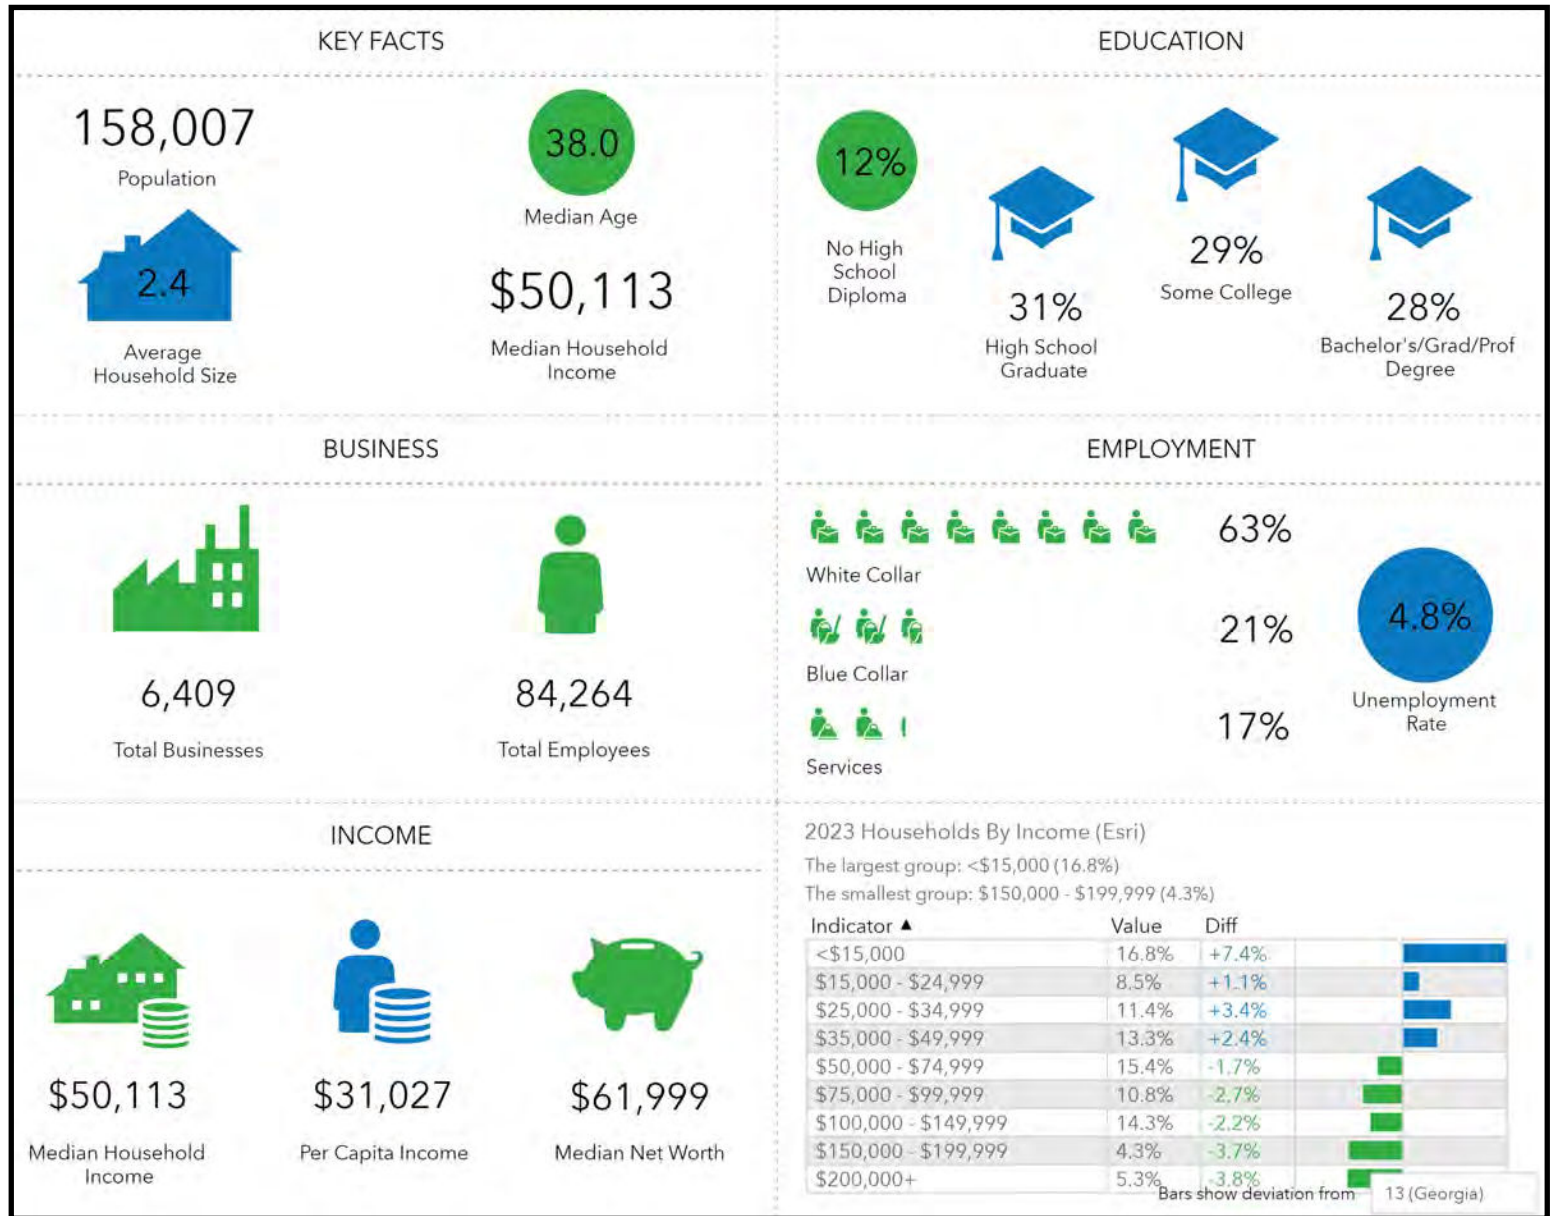 KEY FACTS
158,007
Population
2.4
Average
Household Size
38.0
Median Age
$50,113
Median Household
Income
EDUCATION
12%
No High
School
Diploma
31%
High School
Graduate
29%
Some College
28%
Bachelor's/Grad/Prof
Degree
BUSINESS
6,409
Total Businesses
84,264
Total Employees
EMPLOYMENT
63%
White Collar
21%
Blue Collar
17%
Services
4.8%
Unemployment
Rate
INCOME
$50,113
Median Household
Income
$31,027
Per Capita Income
$61,999
Median Net Worth
2023 Households By Income (Esri)
The largest group: <$15,000 (16.8%)
The smallest group: $150,000 - $199,999 (4.3%)
Indicator ▲ Value Diff
<$15,000 16.8% +7.4%
$15,000 - $24,999 8.5% +1.1%
$25,000 - $34,999 11.4% +3.4%
$35,000 - $49,999 13.3% +2.4%
$50,000 - $74,999 15.4% -1.7%
$75,000 - $99,999 10.8% -2.7%
$100,000 - $149,999 14.3% -2.2%
$150,000 - $199,999 4.3% -3.7%
$200,000+ 5.3% -3.8%
Bars show deviation from 13 (Georgia)